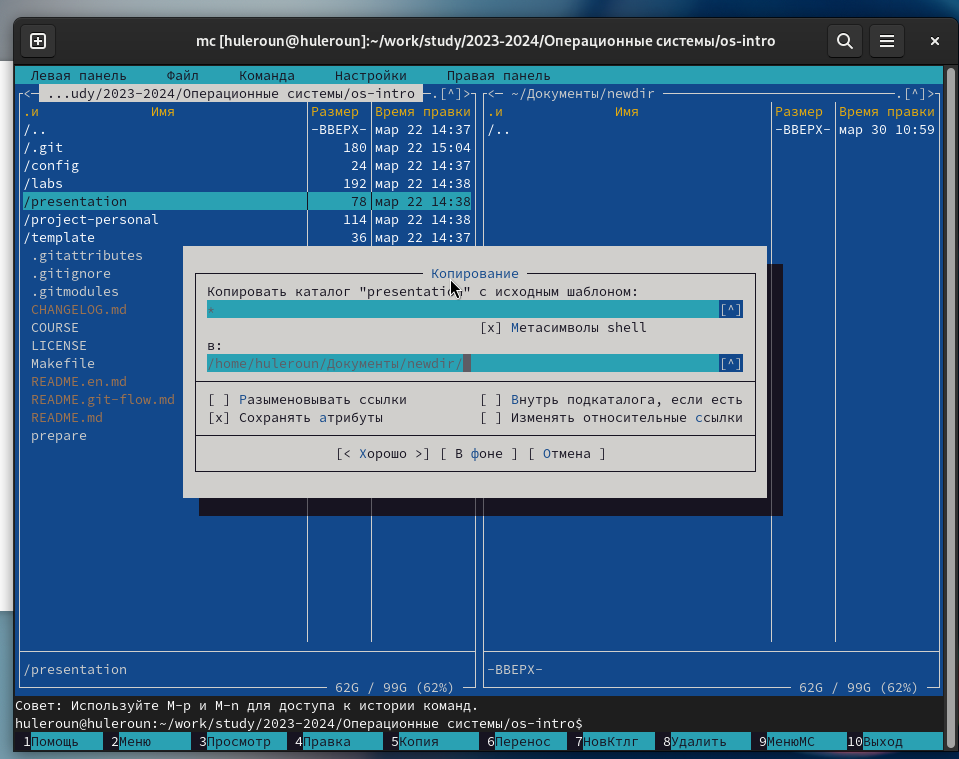 mc [huleroun@huleroun]:~/work/study/2023-2024/Операционные системы/os-intro
Левая панель Файл Команда Настройки Правая панель
<— ...udy/2023-2024/Операционные системы/os-intro —.[^]> <— ~/Документы/newdir .[^]>
.и Имя Размер Время правки .и Имя Размер Время правки
/.. -ВВЕРХ- мар 22 14:37 /.. -ВВЕРХ- мар 30 10:59
/.git 180 мар 22 15:04
/config 24 мар 22 14:37
/labs 192 мар 22 14:38
/presentation 78 мар 22 14:38
/project-personal 114 мар 22 14:38
/template 36 мар 22 14:37
.gitattributes
.gitignore
.gitmodules
CHANGELOG.md
COURSE
LICENSE
Makefile
README.en.md
README.git-flow.md
README.md
prepare
Копирование
Копировать каталог "presentation" с исходным шаблоном:
* [^]
[x] Метасимволы shell
в:
/home/huleroun/Документы/newdir/ [^]
[ ] Разыменовывать ссылки [ ] Внутрь подкаталога, если есть
[x] Сохранять атрибуты [ ] Изменять относительные ссылки
[< Хорошо >] [ В фоне ] [ Отмена ]
/presentation -ВВЕРХ-
62G / 99G (62%) 62G / 99G (62%)
Совет: Используйте M-p и M-n для доступа к истории команд.
huleroun@huleroun:~/work/study/2023-2024/Операционные системы/os-intro$
1Помощь 2Меню 3Просмотр 4Правка 5Копия 6Перенос 7НовКтлг 8Удалить 9МенюМС 10Выход